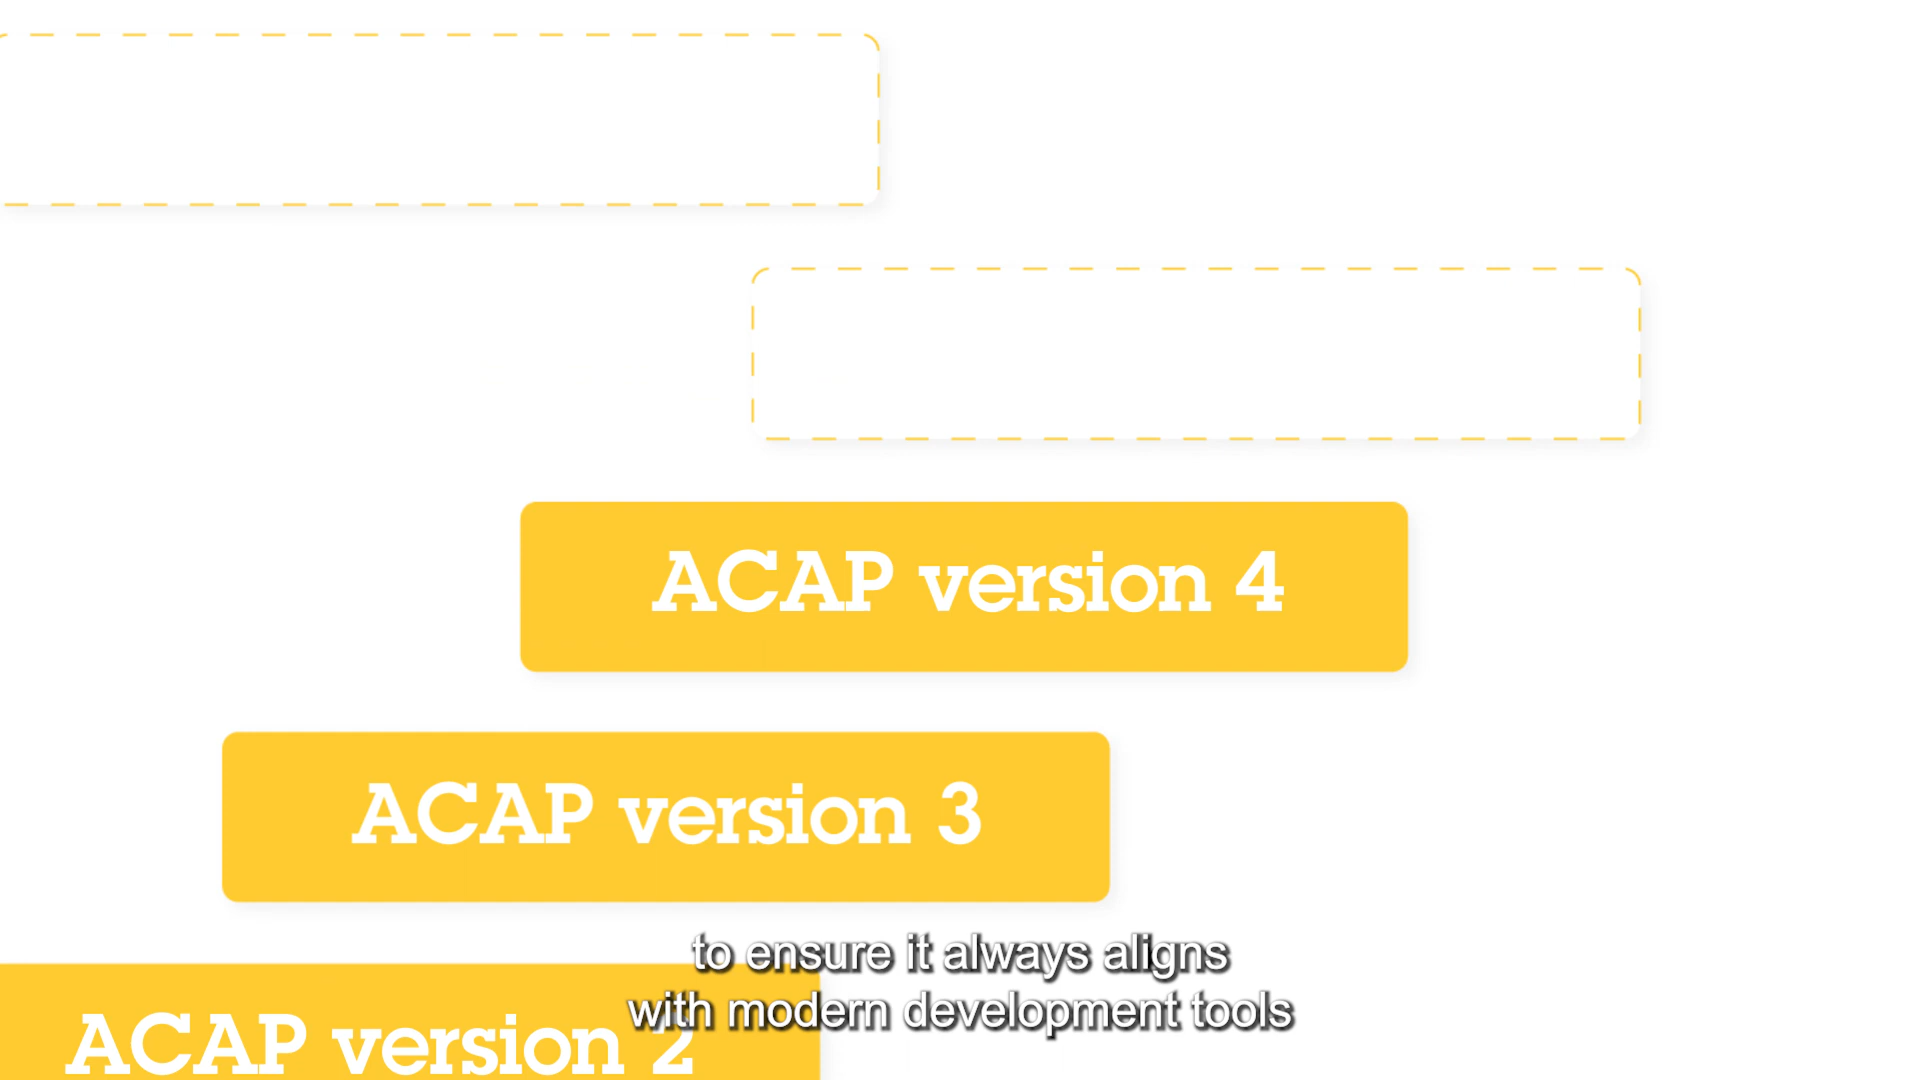 ACAP version 4
ACAP version 3
to ensure it always aligns
with modern development tools
ACAP version 2